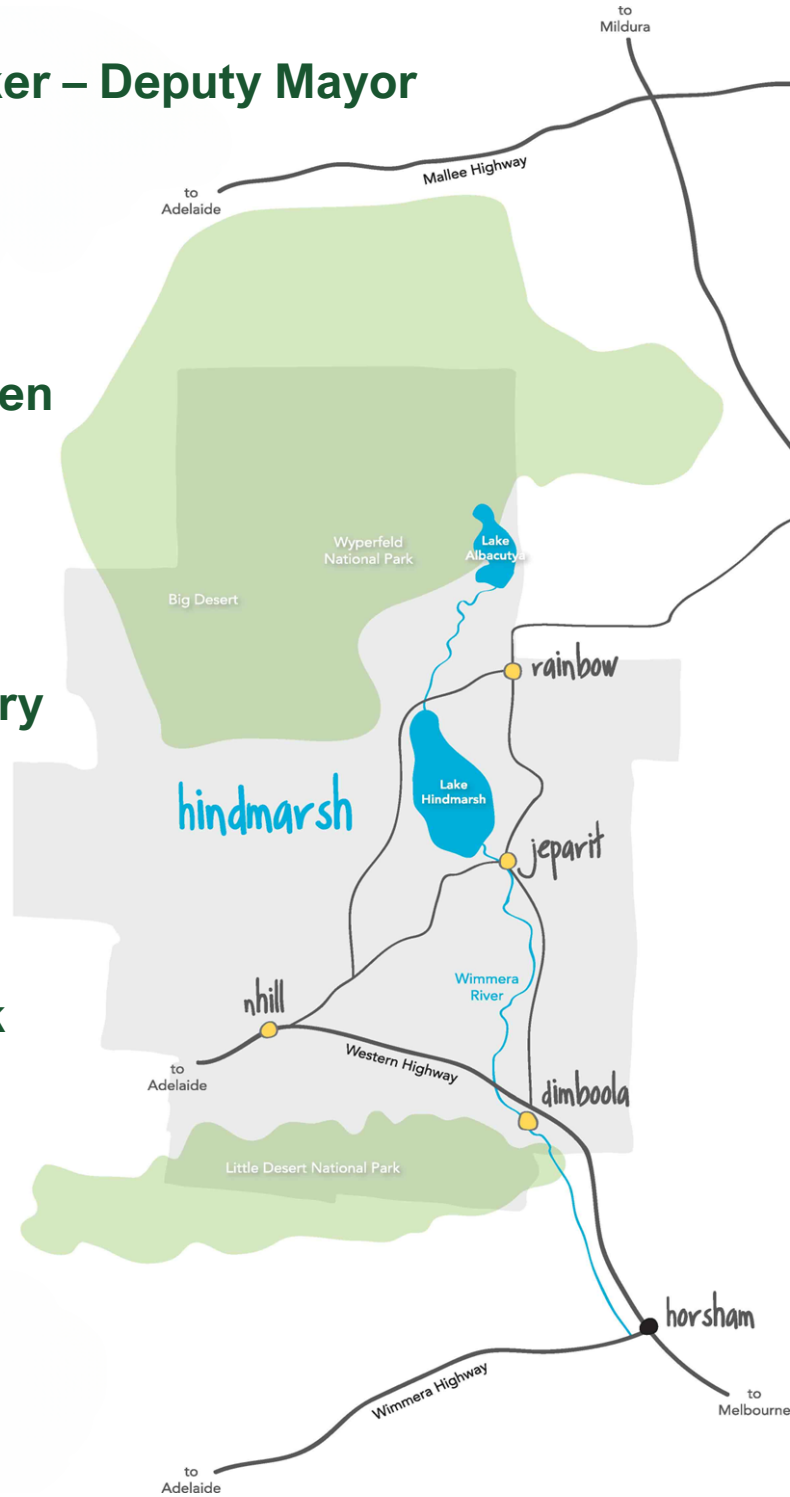 to
Mildura
ker – Deputy Mayor
Mallee Highway
to
Adelaide
en
Wyperfeld
National Park
Lake
Albacutya
Big Desert
rainbow
ry
hindmarsh
Lake
Hindmarsh
jeparit
Wimmera
River
nhill
k
Western Highway
to
Adelaide
dimboola
Little Desert National Park
horsham
Wimmera Highway
to
Melbourne
to
Adelaide